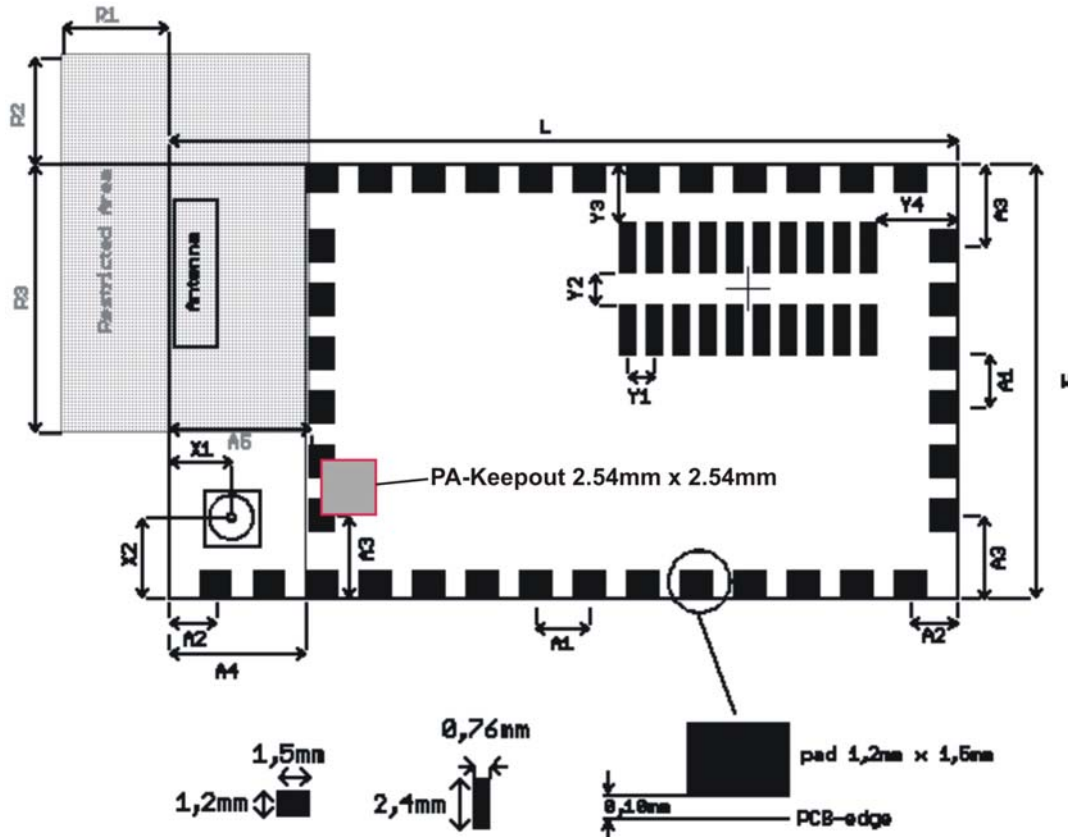 R1
R2
L
Restricted Area
Antenna
R3
Y3
Y4
A3
Y2
Y1
A1
A5
X1
PA-Keepout 2.54mm x 2.54mm
X2
A3
A3
A2
A4
A1
A2
0,76mm
1,5mm
1,2mm
2,4mm
pad 1,2mm x 1,5mm
0,10mm
PCB-edge